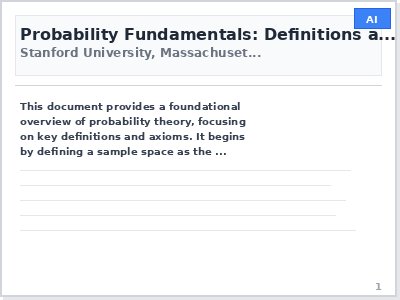 AI
Probability Fundamentals: Definitions a...
Stanford University, Massachuset...
This document provides a foundational
overview of probability theory, focusing
on key definitions and axioms. It begins
by defining a sample space as the ...
1